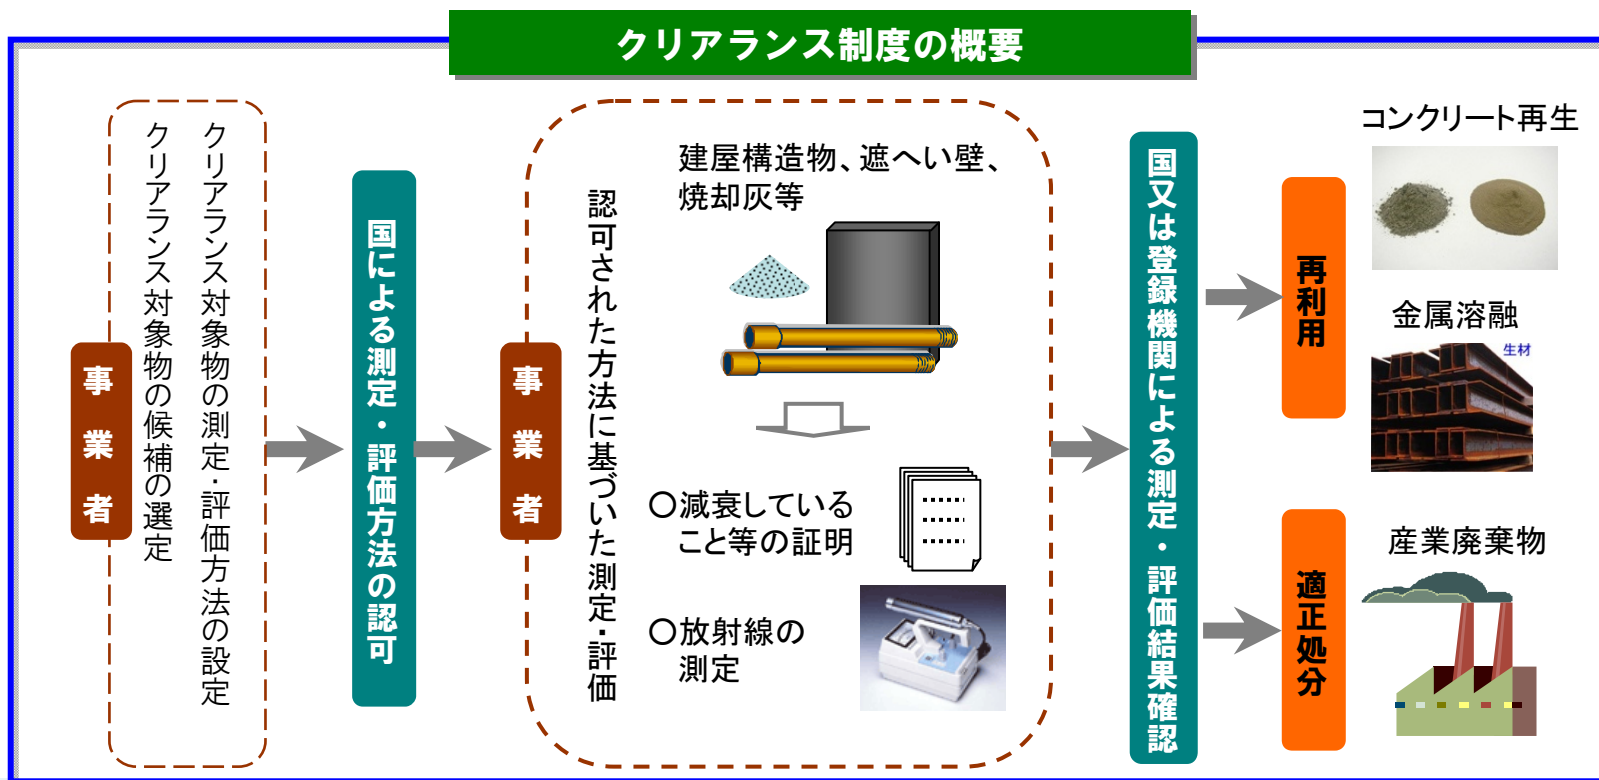 クリアランス制度の概要
事業者
クリアランス対象物の測定・評価方法の設定
クリアランス対象物の候補の選定
国による測定・評価方法の認可
事業者
認可された方法に基づいた測定・評価
建屋構造物、遮へい壁、
焼却灰等
〇減衰している
こと等の証明
〇放射線の
測定
国又は登録機関による測定・評価結果確認
再利用
コンクリート再生
金属溶融
生材
適正処分
産業廃棄物